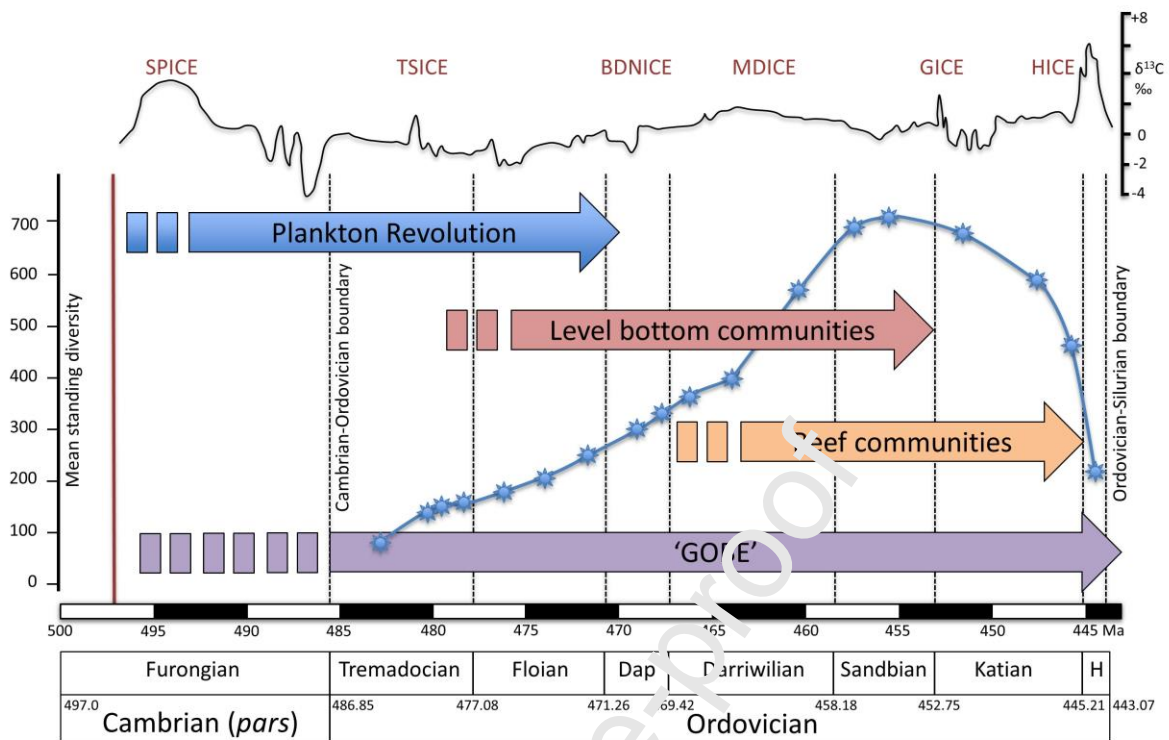 +8
SPICE TSICE BDNICE MDICE GICE HICE
δ¹³C
‰
0
-2
-4
Mean standing diversity
700
600
500
400
300
200
100
0
Plankton Revolution
Cambrian-Ordovician boundary
Level bottom communities
Reef communities
Ordovician-Silurian boundary
'GOBE'
e-proof
500 495 490 485 480 475 470 465 460 455 450 445 Ma
Furongian Tremadocian Floian Dap Darriwilian Sandbian Katian H
497.0 486.85 477.08 471.26 69.42 458.18 452.75 445.21 443.07
Cambrian (pars) Ordovician